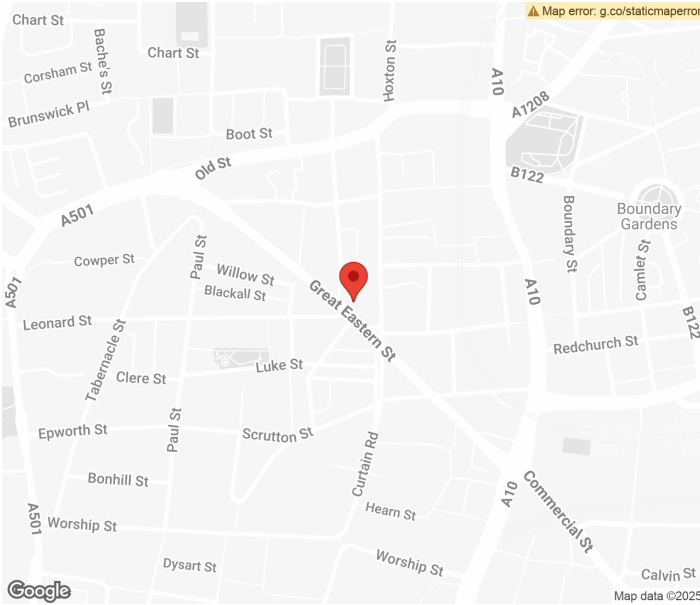 Map error: g.co/staticmaperror
Chart St
Bache's St
Chart St
Hoxton St
A10
Corsham St
A1208
Brunswick Pl
Boot St
Old St
B122
A501
Boundary
Gardens
Boundary St
Camlet St
Paul St
Cowper St
Willow St
Blackall St
A501
A10
Great Eastern St
B122
Leonard St
Tabernacle St
Redchurch St
Luke St
Clere St
Paul St
Epworth St
Scrutton St
Curtain Rd
Bonhill St
A10
Commercial St
A501
Worship St
Hearn St
Dysart St
Worship St
Calvin St
Google
Map data ©2025